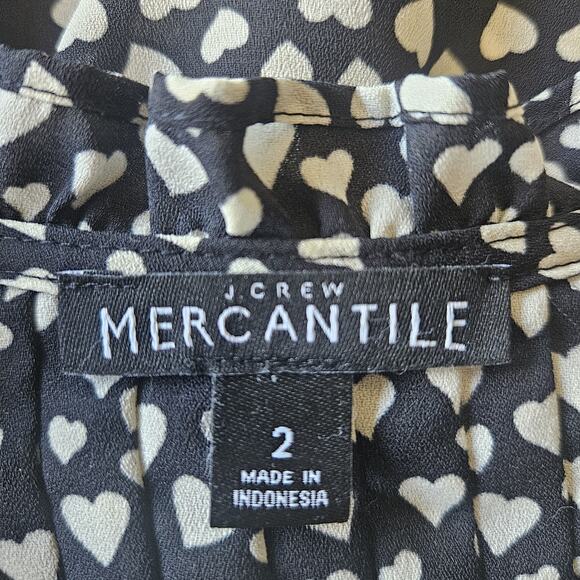 J.CREW
MERCANTILE
2
MADE IN
INDONESIA